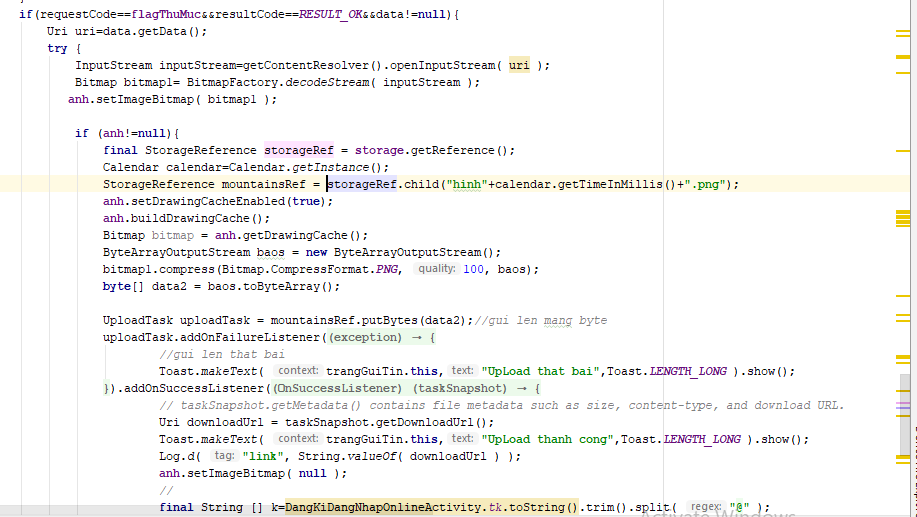 if(requestCode==flagThuMuc&&resultCode==RESULT_OK&&data!=null){
Uri uri=data.getData();
try {
InputStream inputStream=getContentResolver().openInputStream( uri );
Bitmap bitmap1= BitmapFactory.decodeStream( inputStream );
anh.setImageBitmap( bitmap1 );
if (anh!=null){
final StorageReference storageRef = storage.getReference();
Calendar calendar=Calendar.getInstance();
StorageReference mountainsRef = storageRef.child("hinh"+calendar.getTimeInMillis()+".png");
anh.setDrawingCacheEnabled(true);
anh.buildDrawingCache();
Bitmap bitmap = anh.getDrawingCache();
ByteArrayOutputStream baos = new ByteArrayOutputStream();
bitmap1.compress(Bitmap.CompressFormat.PNG, quality: 100, baos);
byte[] data2 = baos.toByteArray();
UploadTask uploadTask = mountainsRef.putBytes(data2);//gui len mang byte
uploadTask.addOnFailureListener((exception) → {
//gui len that bai
Toast.makeText( context: trangGuiTin.this, text: "UpLoad that bai",Toast.LENGTH_LONG ).show();
}).addOnSuccessListener((OnSuccessListener) (taskSnapshot) → {
// taskSnapshot.getMetadata() contains file metadata such as size, content-type, and download URL.
Uri downloadUrl = taskSnapshot.getDownloadUrl();
Toast.makeText( context: trangGuiTin.this, text: "UpLoad thanh cong",Toast.LENGTH_LONG ).show();
Log.d( tag: "link", String.valueOf( downloadUrl ) );
anh.setImageBitmap( null );
//
final String [] k=DangKiDangNhapOnlineActivity.tk.toString().trim().split( regex: "@" );